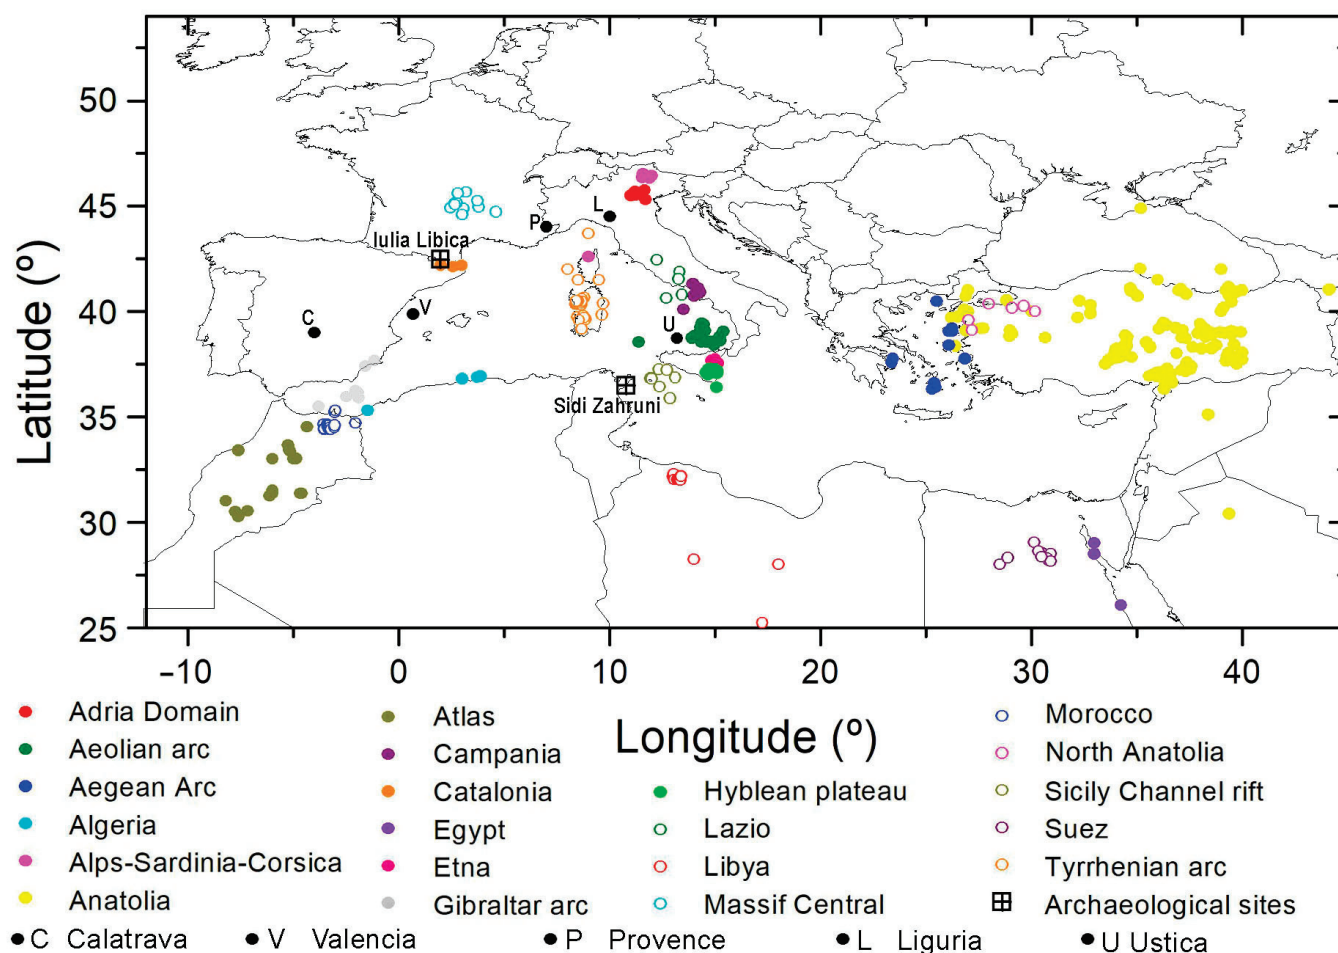 50
45
40
35
30
25
Latitude (º)
L
P
Iulia Libica
V
C
U
Sidi Zahruni
−10
0
10
20
30
40
Longitude (º)
Adria Domain
Aeolian arc
Aegean Arc
Algeria
Alps-Sardinia-Corsica
Anatolia
Atlas
Campania
Catalonia
Egypt
Etna
Gibraltar arc
Hyblean plateau
Lazio
Libya
Massif Central
Morocco
North Anatolia
Sicily Channel rift
Suez
Tyrrhenian arc
Archaeological sites
C Calatrava
V Valencia
P Provence
L Liguria
U Ustica